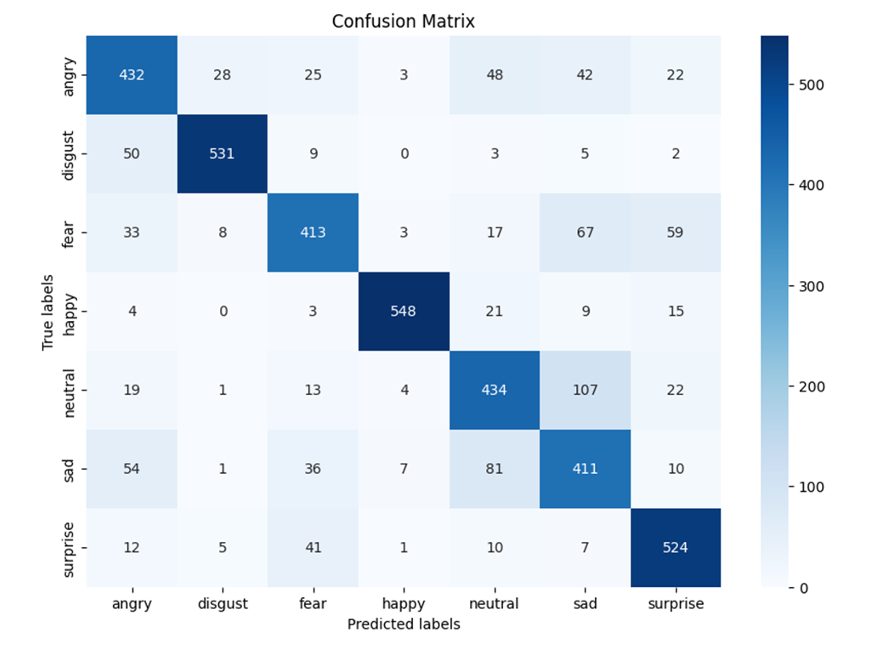 Confusion Matrix
angry 432 28 25 3 48 42 22
disgust 50 531 9 0 3 5 2
fear 33 8 413 3 17 67 59
happy 4 0 3 548 21 9 15
neutral 19 1 13 4 434 107 22
sad 54 1 36 7 81 411 10
surprise 12 5 41 1 10 7 524
angry disgust fear happy neutral sad surprise
Predicted labels
True labels
500
400
300
200
100
0